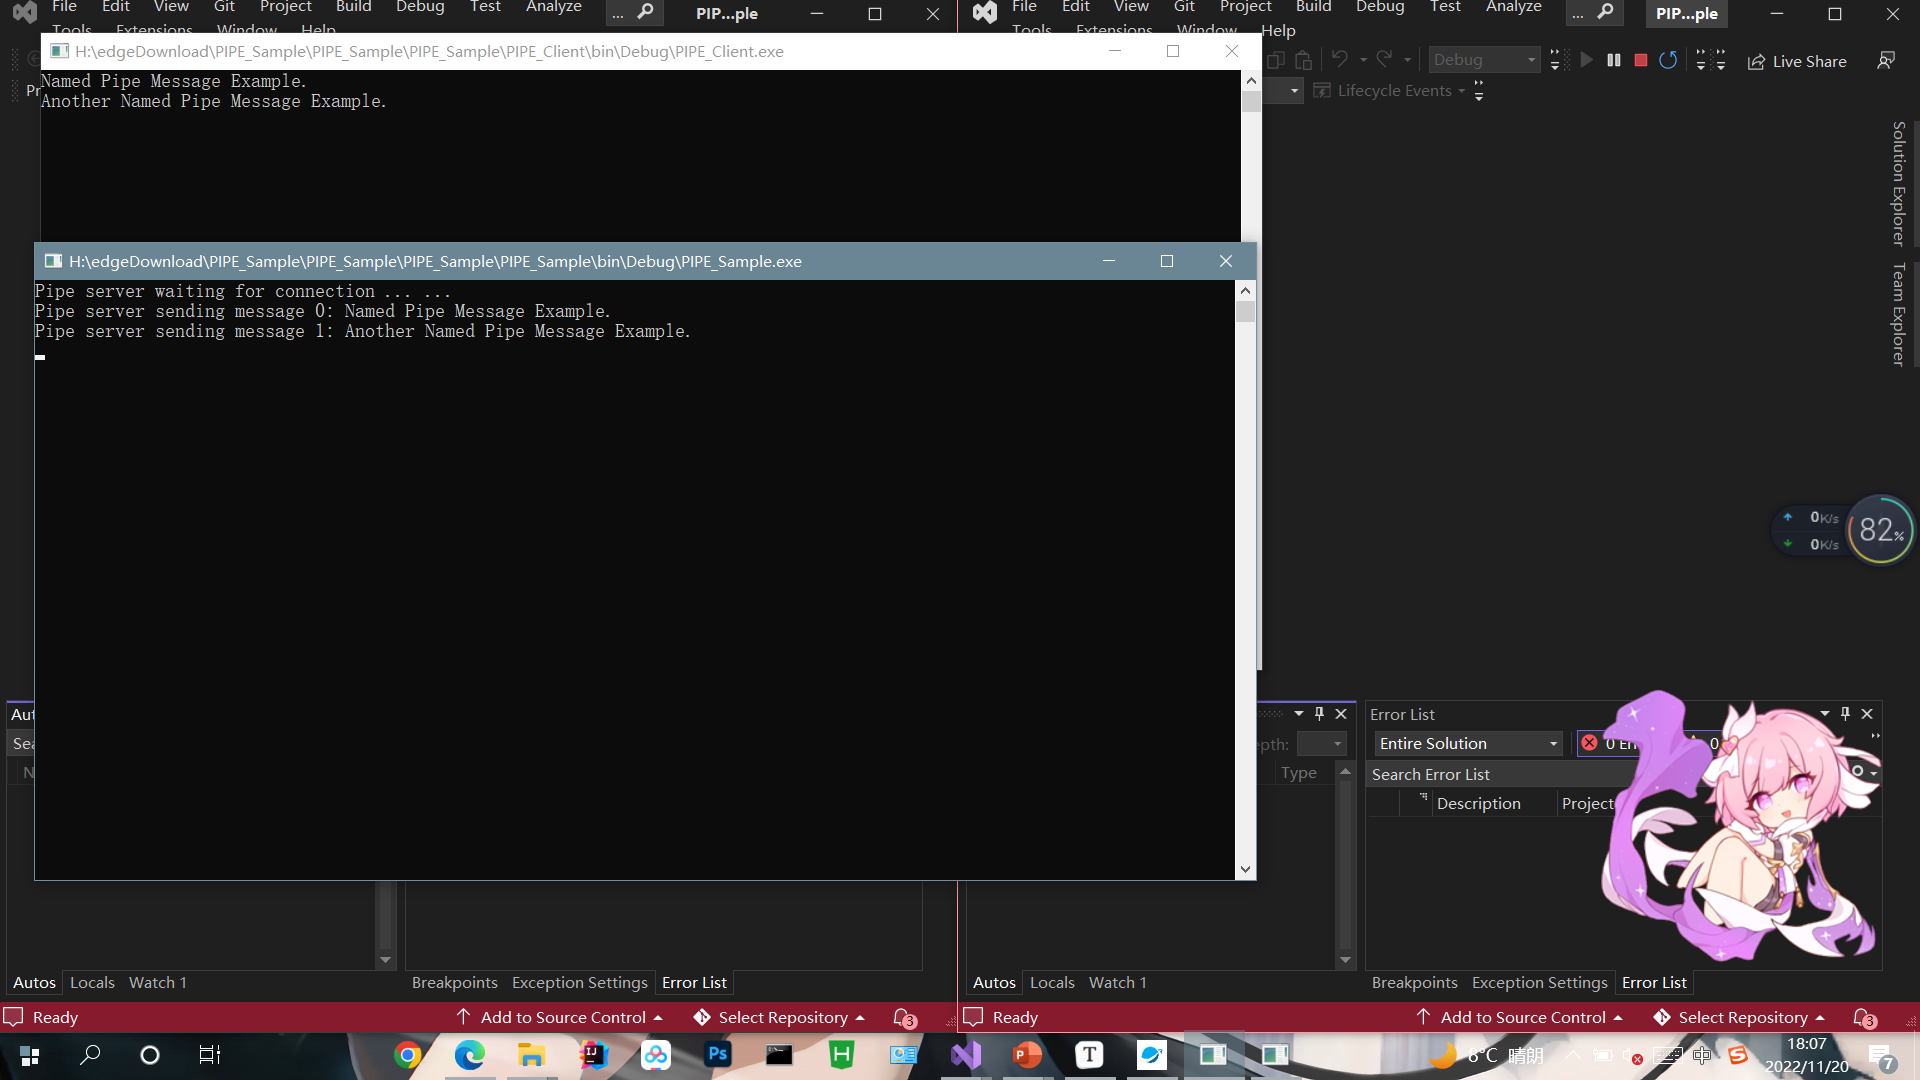 File Edit View Git Project Build Debug Test Analyze ... PIP...ple
Tools Extensions Window Help
File Edit View Git Project Build Debug Test Analyze ... PIP...ple
Tools Extensions Window Help
H:\edgeDownload\PIPE_Sample\PIPE_Sample\PIPE_Sample\PIPE_Client\bin\Debug\PIPE_Client.exe
Debug
Live Share
Lifecycle Events
Named Pipe Message Example.
Another Named Pipe Message Example.
Solution Explorer
Team Explorer
H:\edgeDownload\PIPE_Sample\PIPE_Sample\PIPE_Sample\PIPE_Sample\bin\Debug\PIPE_Sample.exe
Pipe server waiting for connection ... ...
Pipe server sending message 0: Named Pipe Message Example.
Pipe server sending message 1: Another Named Pipe Message Example.
0K/s
0K/s
82%
Error List
Entire Solution
0
Type
Search Error List
Description
Project
Autos Locals Watch 1
Breakpoints Exception Settings Error List
Autos Locals Watch 1
Breakpoints Exception Settings Error List
Ready Add to Source Control Select Repository 3
Ready Add to Source Control Select Repository 3
8°C 晴朗
中
18:07
2022/11/20
7